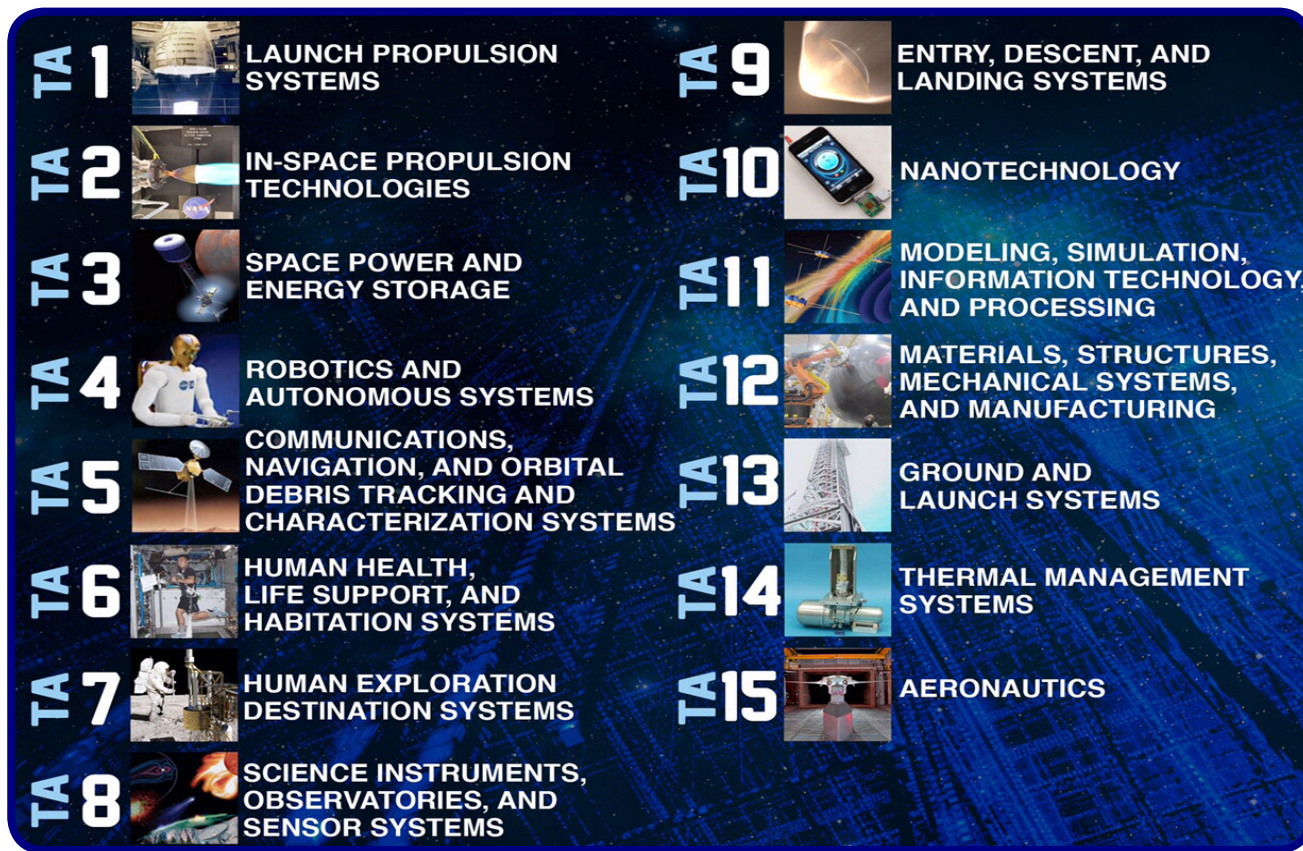 TA 1
LAUNCH PROPULSION
SYSTEMS
TA 2
IN-SPACE PROPULSION
TECHNOLOGIES
NASA
TA 3
SPACE POWER AND
ENERGY STORAGE
TA 4
ROBOTICS AND
AUTONOMOUS SYSTEMS
TA 5
COMMUNICATIONS,
NAVIGATION, AND ORBITAL
DEBRIS TRACKING AND
CHARACTERIZATION SYSTEMS
TA 6
HUMAN HEALTH,
LIFE SUPPORT, AND
HABITATION SYSTEMS
TA 7
HUMAN EXPLORATION
DESTINATION SYSTEMS
TA 8
SCIENCE INSTRUMENTS,
OBSERVATORIES, AND
SENSOR SYSTEMS
TA 9
ENTRY, DESCENT, AND
LANDING SYSTEMS
TA 10
NANOTECHNOLOGY
TA 11
MODELING, SIMULATION,
INFORMATION TECHNOLOGY,
AND PROCESSING
TA 12
MATERIALS, STRUCTURES,
MECHANICAL SYSTEMS,
AND MANUFACTURING
TA 13
GROUND AND
LAUNCH SYSTEMS
TA 14
THERMAL MANAGEMENT
SYSTEMS
TA 15
AERONAUTICS